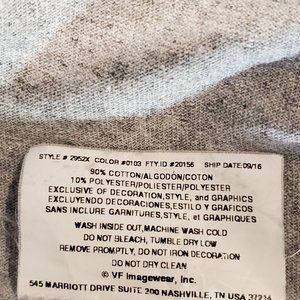 STYLE # 2952X COLOR #0103 FTY.ID #20156 SHIP DATE:09/16
90% COTTON/ALGODÓN/COTON
10% POLYESTER/POLIESTER/POLYESTER
EXCLUSIVE OF DECORATION,STYLE, and GRAPHICS
EXCLUYENDO DECORACIONES,ESTILO Y GRAFICOS
SANS INCLURE GARNITURES,STYLE, et GRAPHIQUES
WASH INSIDE OUT,MACHINE WASH COLD
DO NOT BLEACH, TUMBLE DRY LOW
REMOVE PROMPTLY, DO NOT IRON DECORATION
DO NOT DRY CLEAN
© VF Imagewear, Inc.
545 MARRIOTT DRIVE SUITE 200 NASHVILLE, TN USA 37214